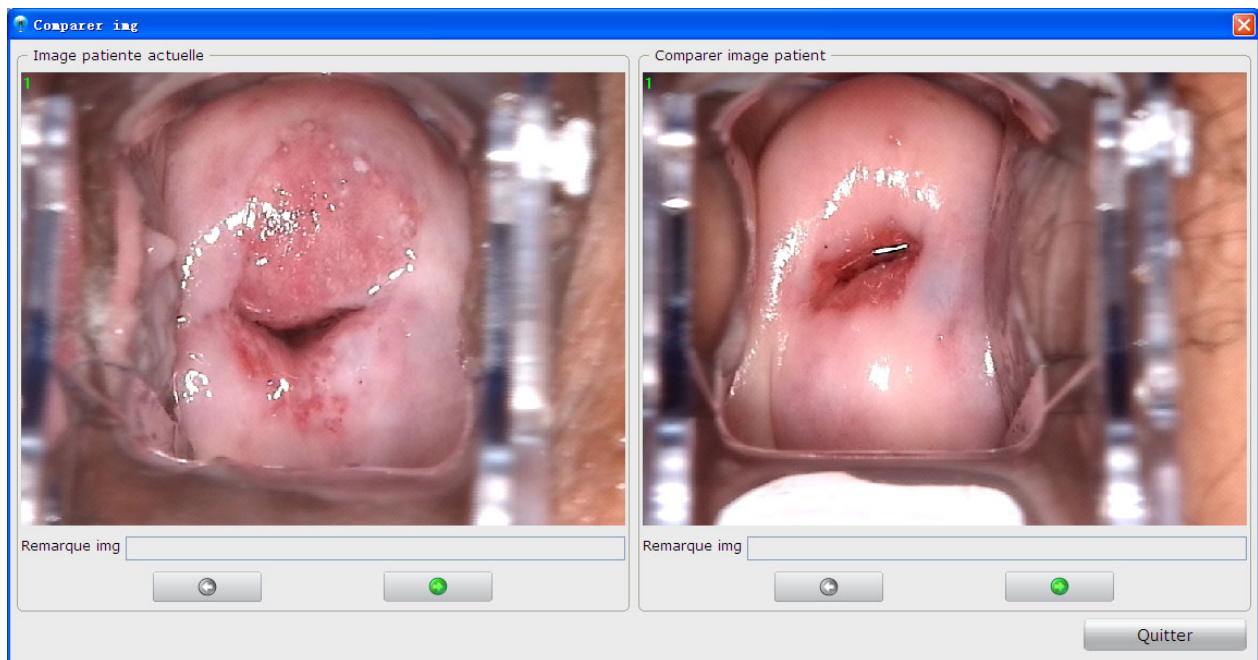 Comparer img
Image patiente actuelle
1
Remarque img
Comparer image patient
1
Remarque img
Quitter